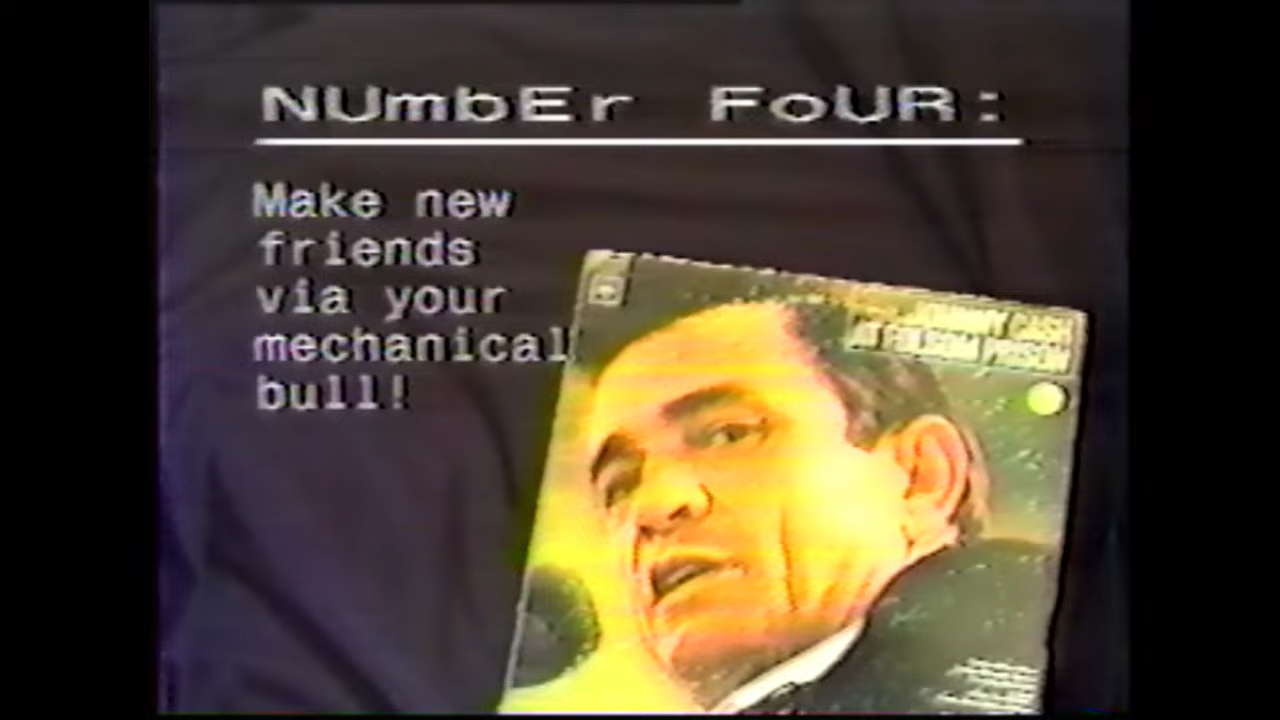 NUmbEr FoUR:
Make new
friends
via your
mechanical
bull!
JOHNNY CASH
AT FOLSOM PRISON